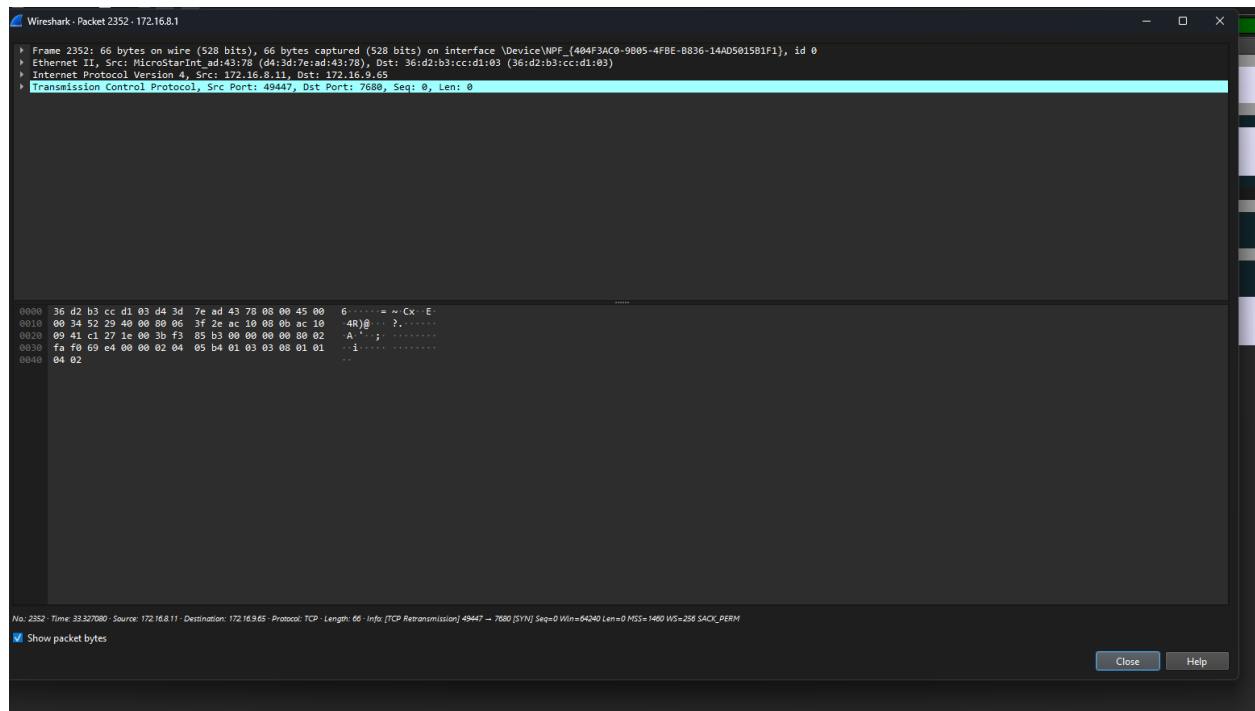 Wireshark · Packet 2352 · 172.16.8.1
Frame 2352: 66 bytes on wire (528 bits), 66 bytes captured (528 bits) on interface \Device\NPF_{404F3AC0-9B05-4FBE-B836-14AD5015B1F1}, id 0
Ethernet II, Src: MicroStarInt_ad:43:78 (d4:3d:7e:ad:43:78), Dst: 36:d2:b3:cc:d1:03 (36:d2:b3:cc:d1:03)
Internet Protocol Version 4, Src: 172.16.8.11, Dst: 172.16.9.65
Transmission Control Protocol, Src Port: 49447, Dst Port: 7680, Seq: 0, Len: 0
0000 36 d2 b3 cc d1 03 d4 3d 7e ad 43 78 08 00 45 00 6······= ~·Cx··E·
0010 00 34 52 29 40 00 80 06 3f 2e ac 10 08 0b ac 10 ·4R)@··· ?.······
0020 09 41 c1 27 1e 00 3b f3 85 b3 00 00 00 00 80 02 ·A·'··;· ········
0030 fa f0 69 e4 00 00 02 04 05 b4 01 03 03 08 01 01 ··i····· ········
0040 04 02 ··
No.: 2352 · Time: 33.327080 · Source: 172.16.8.11 · Destination: 172.16.9.65 · Protocol: TCP · Length: 66 · Info: [TCP Retransmission] 49447 → 7680 [SYN] Seq=0 Win=64240 Len=0 MSS=1460 WS=256 SACK_PERM
Show packet bytes
Close Help